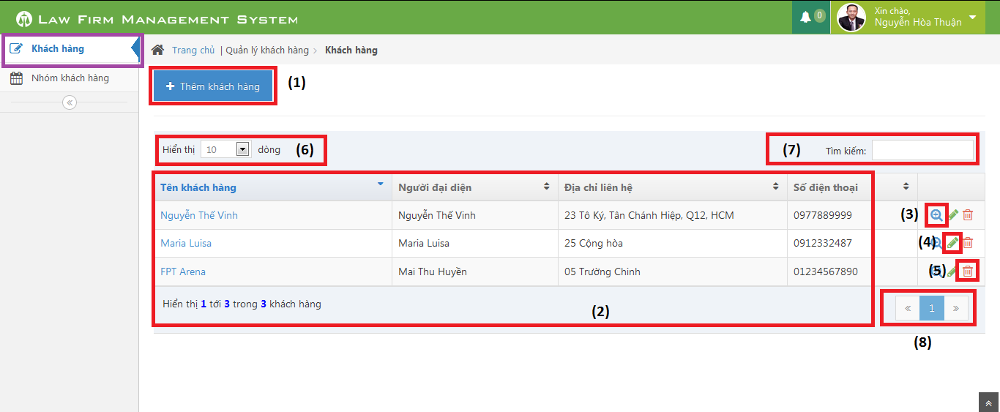 LAW FIRM MANAGEMENT SYSTEM
0
Xin chào,
Nguyễn Hòa Thuận
Khách hàng
Nhóm khách hàng
Trang chủ | Quản lý khách hàng > Khách hàng
+ Thêm khách hàng (1)
Hiển thị 10 dòng (6)
(7) Tìm kiếm:
Tên khách hàng Người đại diện Địa chỉ liên hệ Số điện thoại
Nguyễn Thế Vinh Nguyễn Thế Vinh 23 Tô Ký, Tân Chánh Hiệp, Q12, HCM 0977889999 (3)
Maria Luisa Maria Luisa 25 Cộng hòa 0912332487 (4)
FPT Arena Mai Thu Huyền 05 Trường Chinh 01234567890 (5)
Hiển thị 1 tới 3 trong 3 khách hàng
(2)
« 1 »
(8)